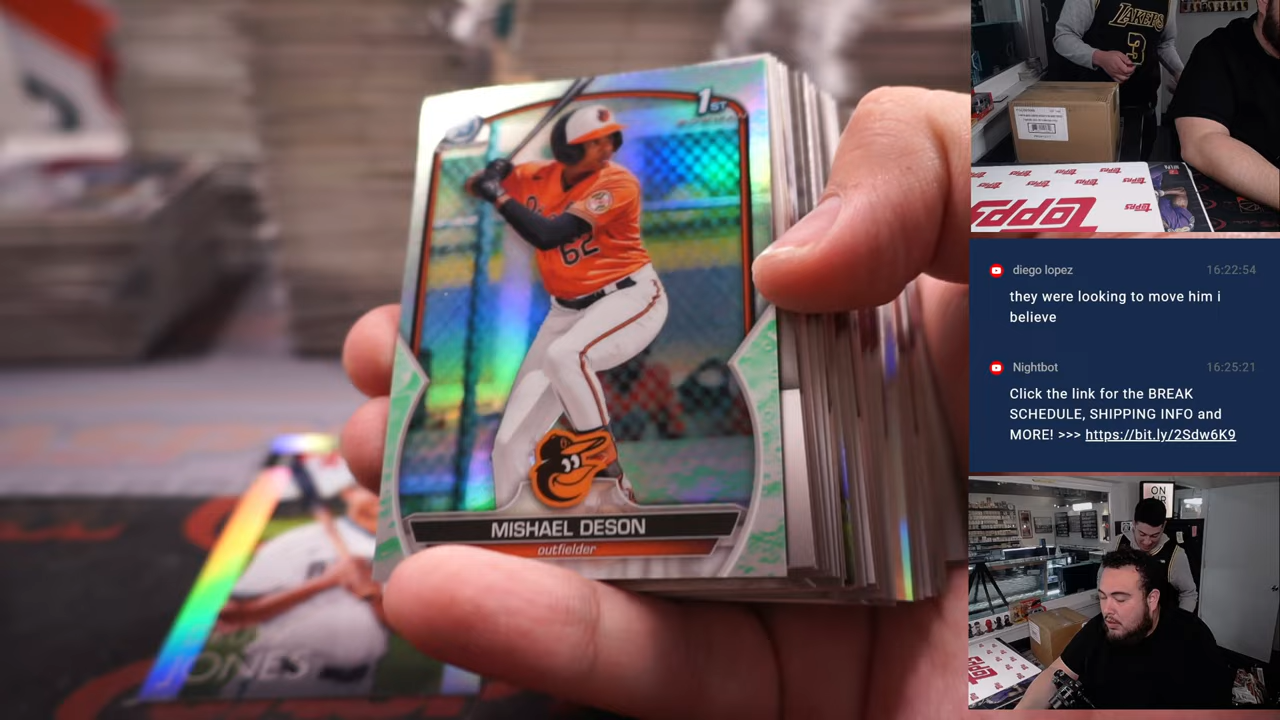 1ST
62
MISHAEL DESON
outfielder
JONES
LAKERS
3
TOPPS
diego lopez 16:22:54
they were looking to move him i
believe
Nightbot 16:25:21
Click the link for the BREAK
SCHEDULE, SHIPPING INFO and
MORE! >>> https://bit.ly/2Sdw6K9
ON
AIR